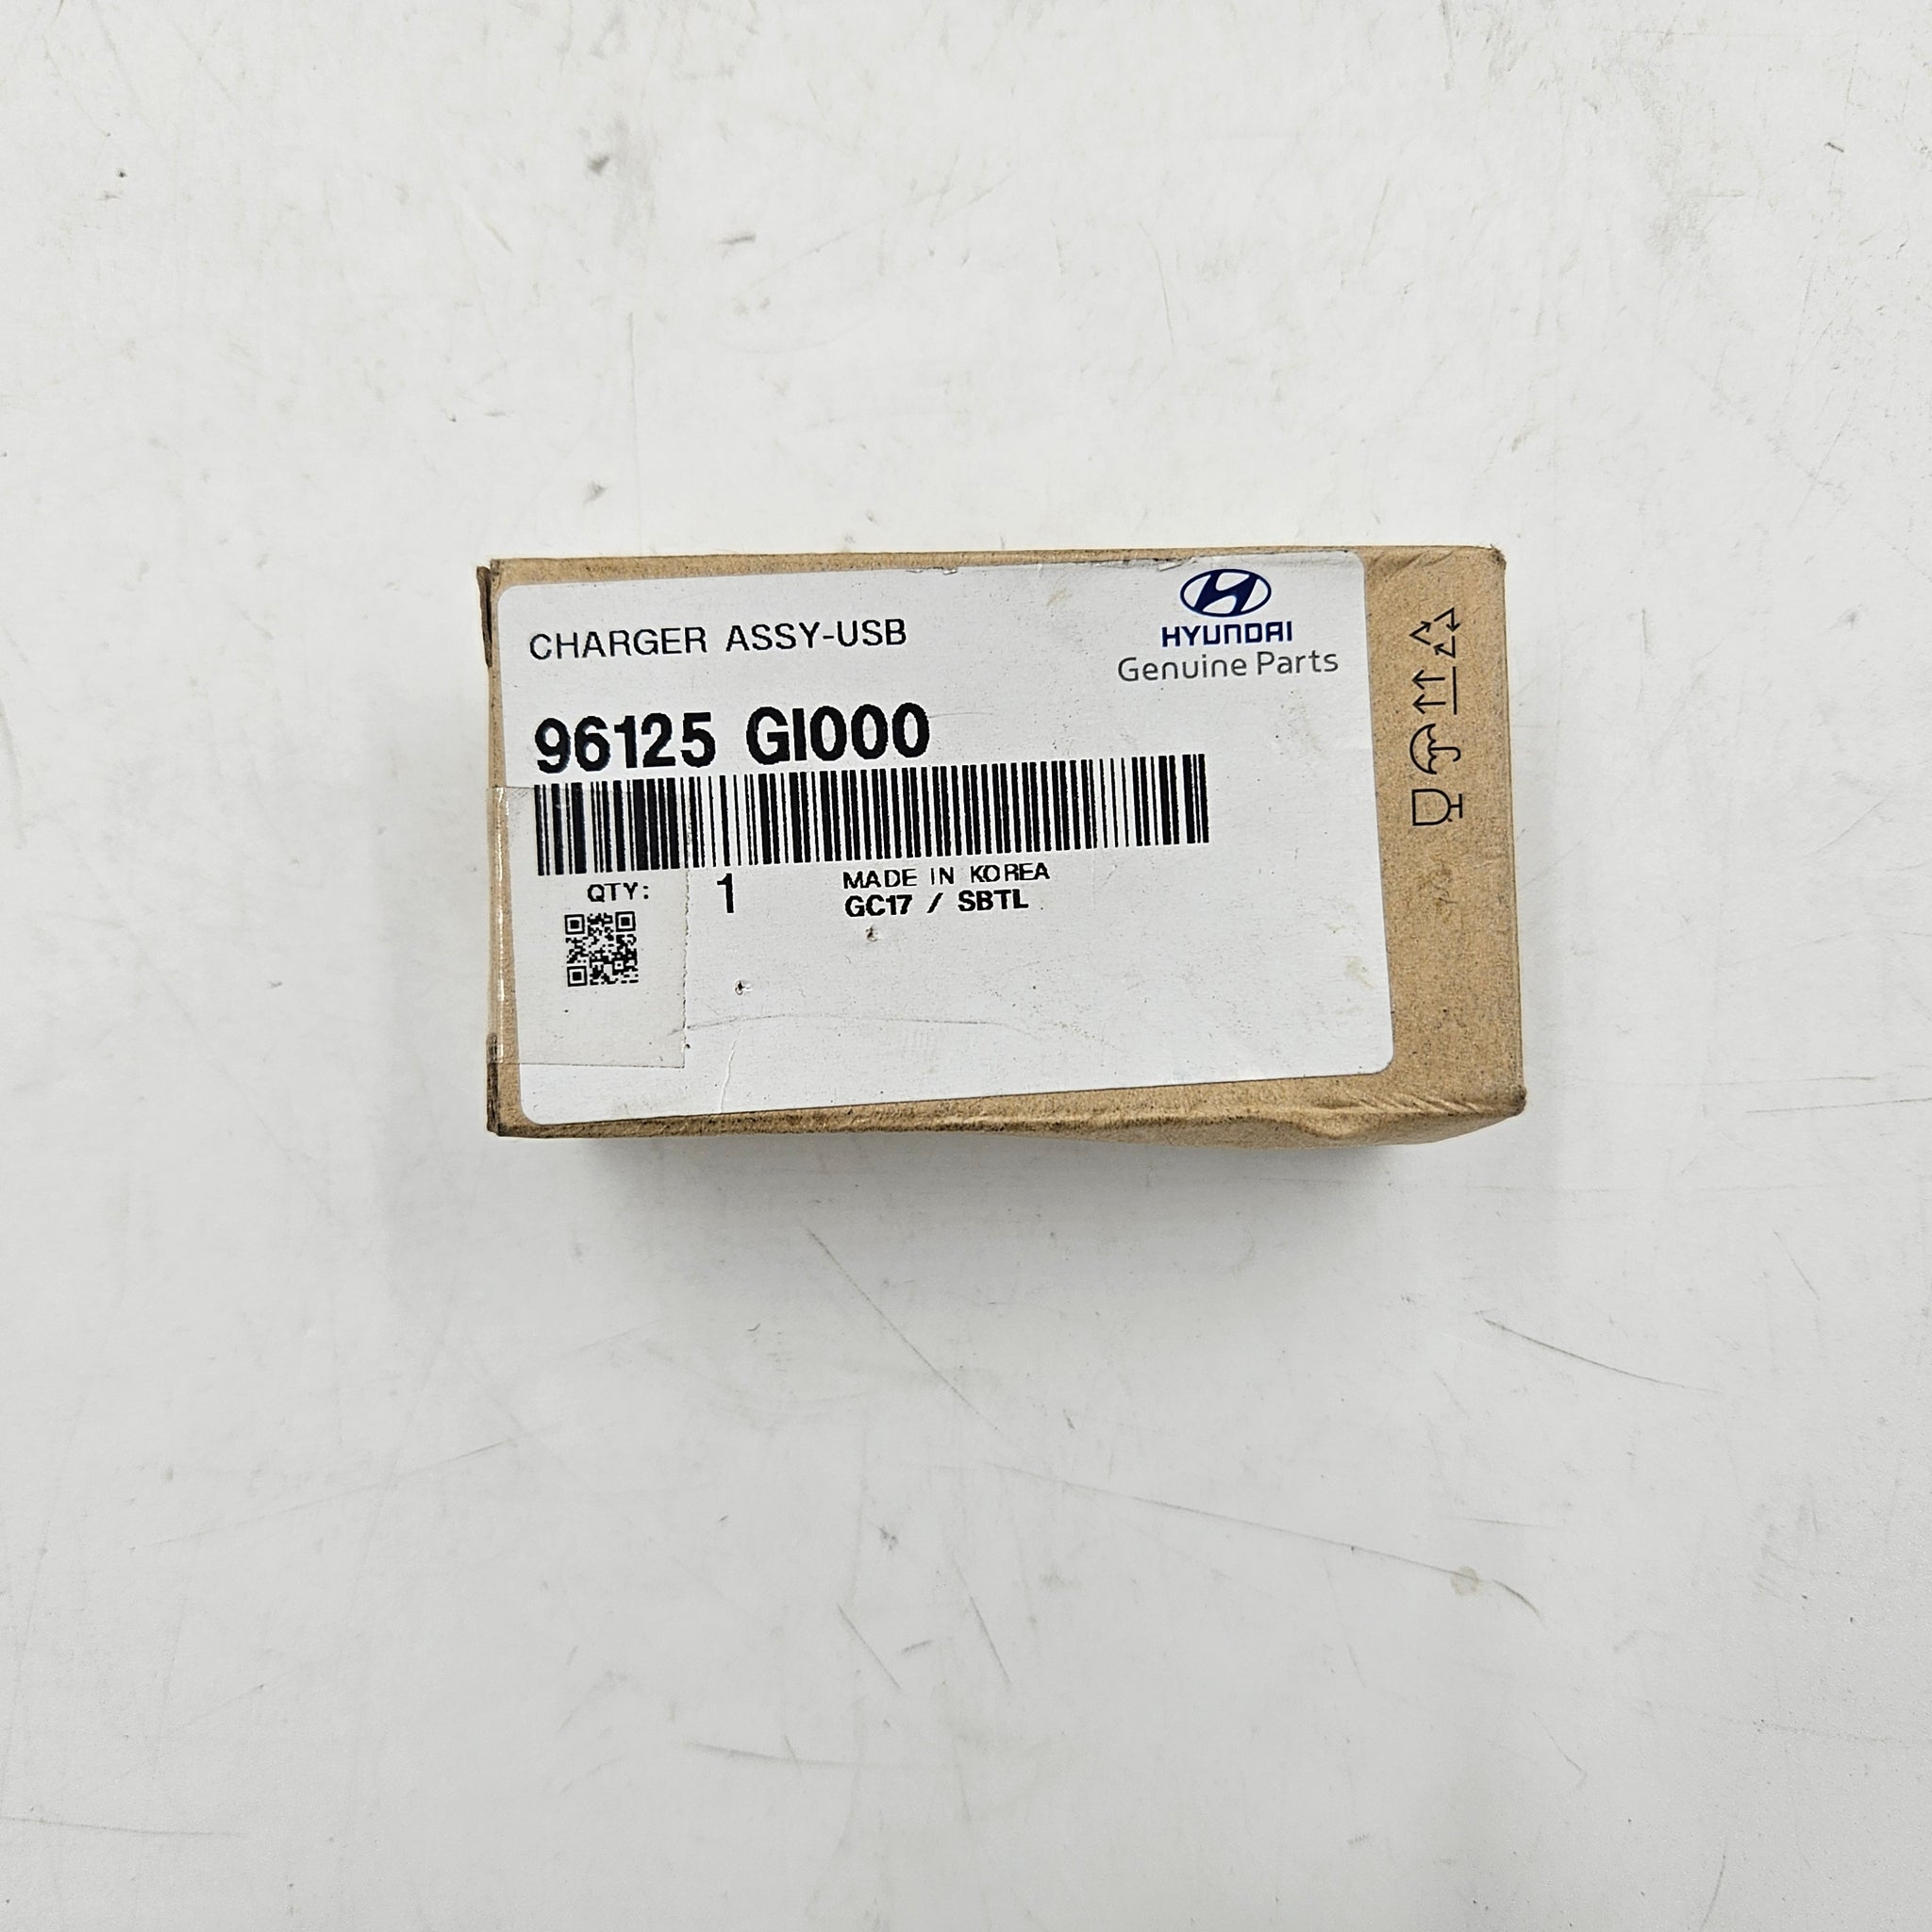 CHARGER ASSY-USB
HYUNDAI
Genuine Parts
96125 GI000
QTY: 1
MADE IN KOREA
GC17 / SBTL